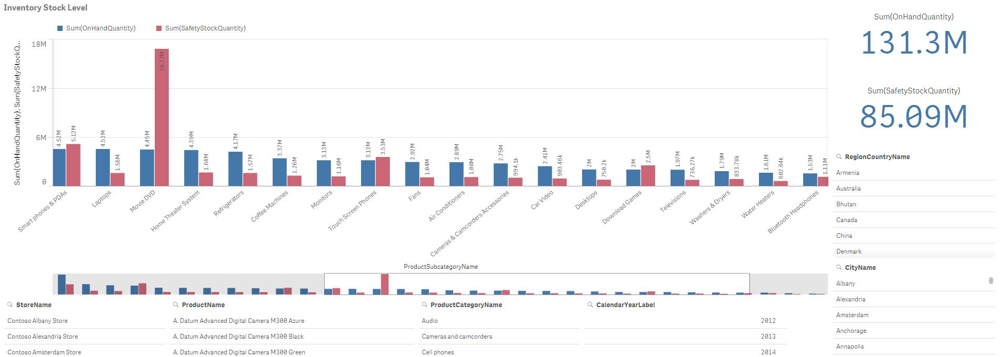 Inventory Stock Level
Sum(OnHandQuantity) Sum(SafetyStockQuantity)
Sum(OnHandQuantity), Sum(SafetyStockQ...
18M
12M
6M
0
4.52M 5.12M 4.52M 1.58M 4.45M 16.77M 4.39M 1.64M 4.17M 1.57M 3.37M 1.26M 3.13M 1.16M 3.13M 3.53M 2.92M 1.04M 2.89M 1.08M 2.75M 994.1k 2.41M 903.46k 2M 750.2k 2M 2.5M 1.97M 736.27k 1.79M 833.78k 1.61M 602.64k 1.53M 1.11M
Smart phones & PDAs
Laptops
Movie DVD
Home Theater System
Refrigerators
Coffee Machines
Monitors
Touch Screen Phones
Fans
Air Conditioners
Cameras & Camcorders Accessories
Car Video
Desktops
Download Games
Televisions
Washers & Dryers
Water Heaters
Bluetooth Headphones
ProductSubcategoryName
Sum(OnHandQuantity)
131.3M
Sum(SafetyStockQuantity)
85.09M
RegionCountryName
Armenia
Australia
Bhutan
Canada
China
Denmark
CityName
Albany
Alexandria
Amsterdam
Anchorage
Annapolis
StoreName
Contoso Albany Store
Contoso Alexandria Store
Contoso Amsterdam Store
ProductName
A. Datum Advanced Digital Camera M300 Azure
A. Datum Advanced Digital Camera M300 Black
A. Datum Advanced Digital Camera M300 Green
ProductCategoryName
Audio
Cameras and camcorders
Cell phones
CalendarYearLabel
2012
2013
2014